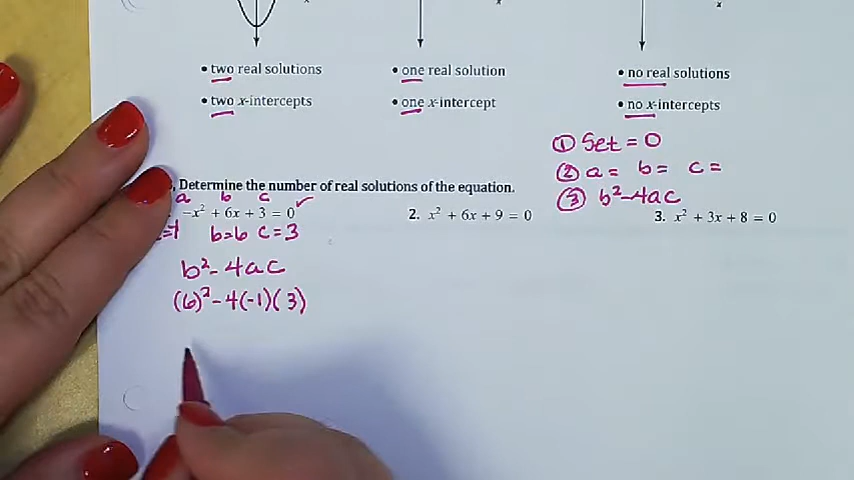 x
x
x
• two real solutions
• one real solution
• no real solutions
• two x-intercepts
• one x-intercept
• no x-intercepts
① Set = 0
② a = b = c =
③ b² - 4ac
Determine the number of real solutions of the equation.
a b c
-x² + 6x + 3 = 0 ✓
=-1 b=6 c=3
b² - 4ac
(6)² - 4(-1)(3)
2. x² + 6x + 9 = 0
3. x² + 3x + 8 = 0